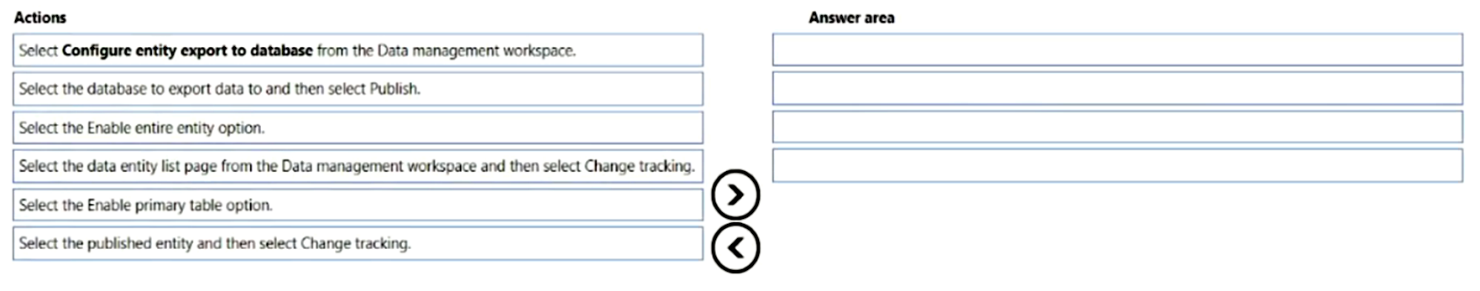 Actions
Answer area
Select Configure entity export to database from the Data management workspace.
Select the database to export data to and then select Publish.
Select the Enable entire entity option.
Select the data entity list page from the Data management workspace and then select Change tracking.
Select the Enable primary table option.
Select the published entity and then select Change tracking.